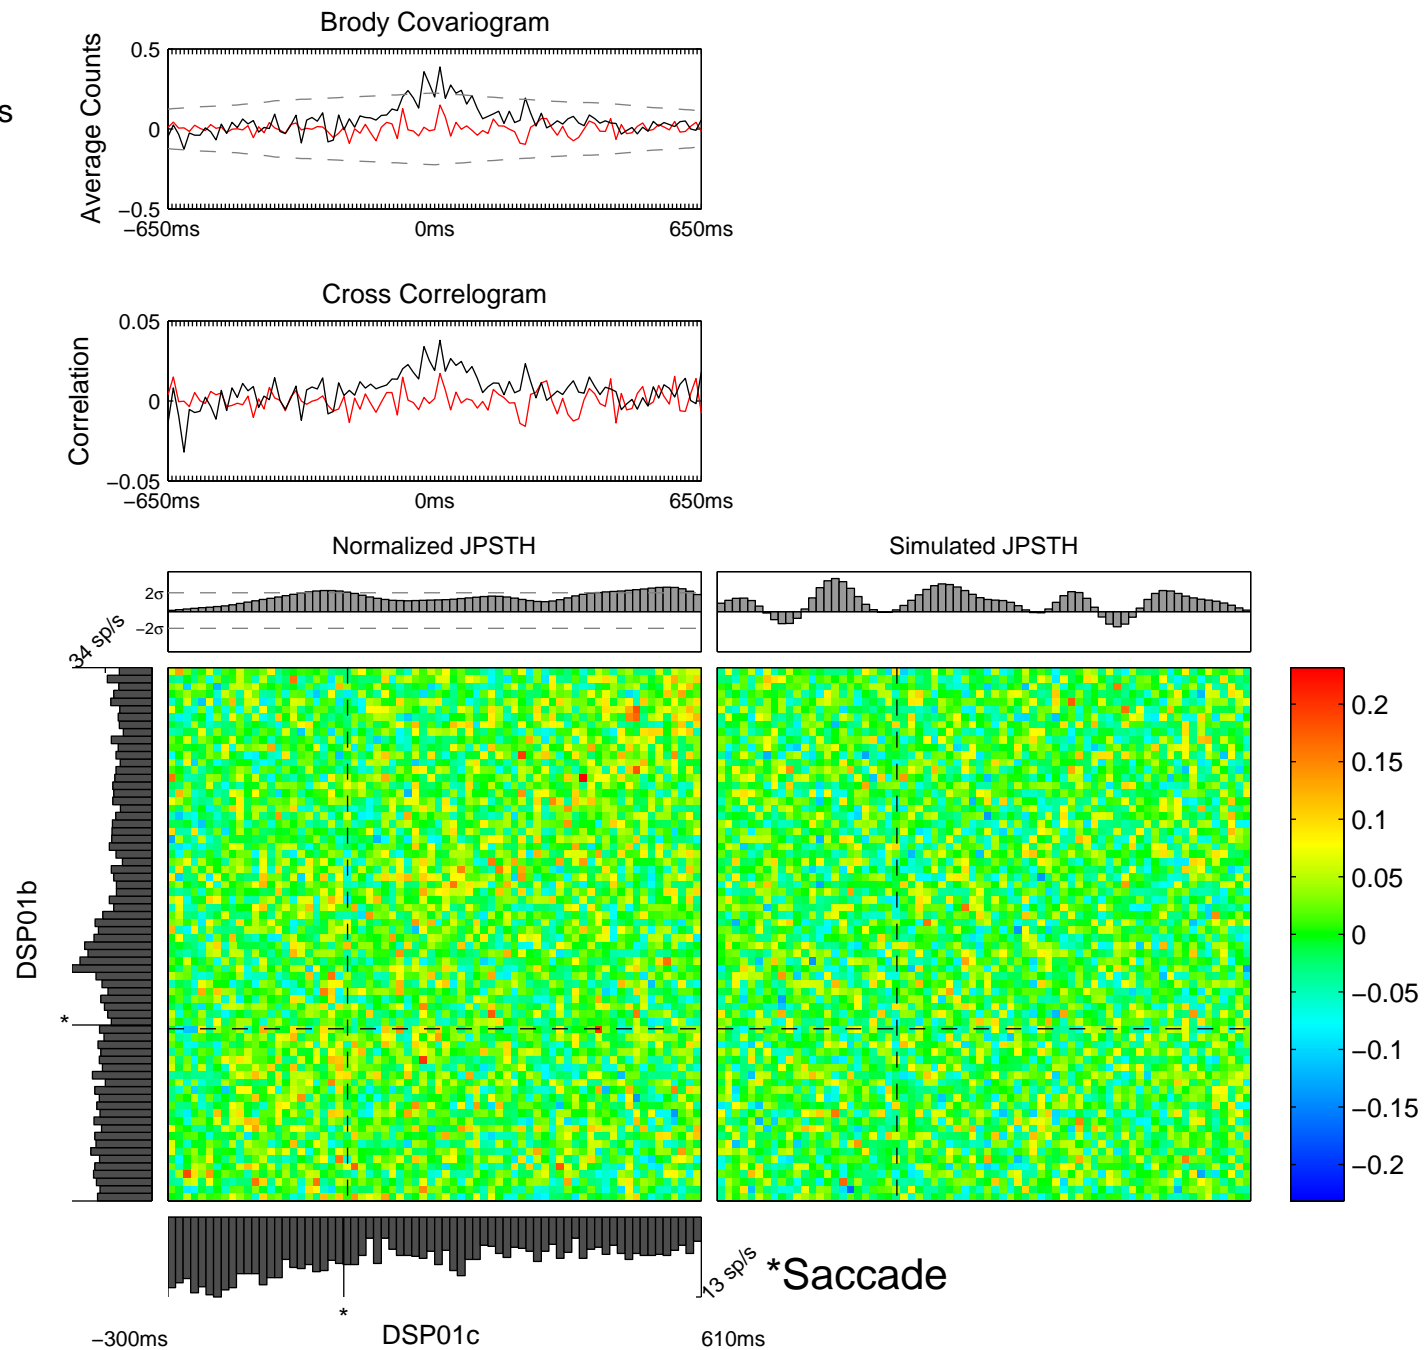 Brody Covariogram
s
Average Counts
0.5
0
−0.5
−650ms 0ms 650ms
Cross Correlogram
Correlation
0.05
0
−0.05
−650ms 0ms 650ms
Normalized JPSTH
Simulated JPSTH
2σ
−2σ
34 sp/s
DSP01b
*
0.2
0.15
0.1
0.05
0
−0.05
−0.1
−0.15
−0.2
13 sp/s
*Saccade
*
−300ms DSP01c 610ms